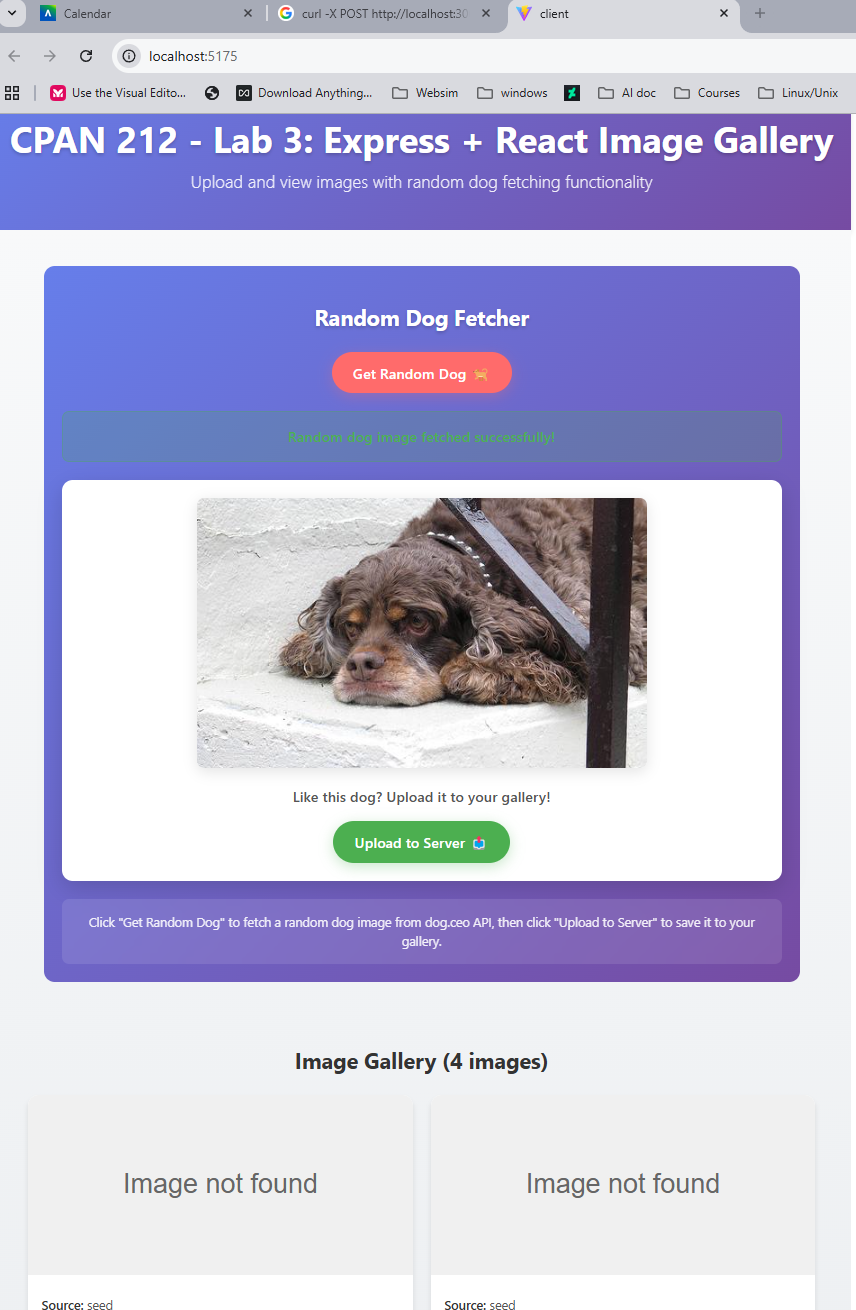 Calendar
curl -X POST http://localhost:30
client
localhost:5175
Use the Visual Edito...
Download Anything...
Websim
windows
AI doc
Courses
Linux/Unix
CPAN 212 - Lab 3: Express + React Image Gallery
Upload and view images with random dog fetching functionality
Random Dog Fetcher
Get Random Dog
Random dog image fetched successfully!
Like this dog? Upload it to your gallery!
Upload to Server
Click "Get Random Dog" to fetch a random dog image from dog.ceo API, then click "Upload to Server" to save it to your
gallery.
Image Gallery (4 images)
Image not found
Image not found
Source: seed
Source: seed